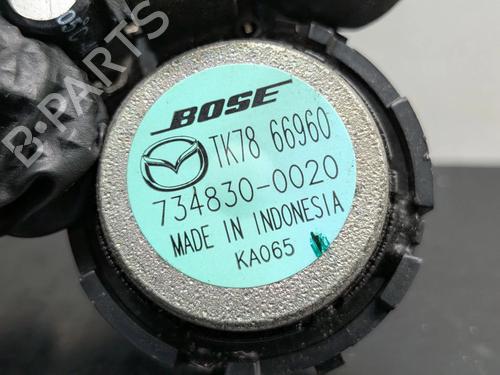 BOSE
TK78 66960
734830-0020
MADE IN INDONESIA
KA065
B-PARTS